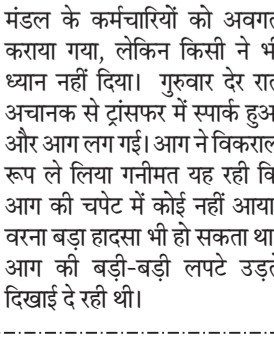 मंडल के कर्मचारियों को अवगत
कराया गया, लेकिन किसी ने भी
ध्यान नहीं दिया। गुरुवार देर रात
अचानक से ट्रांसफर में स्पार्क हुआ
और आग लग गई। आग ने विकराल
रूप ले लिया गनीमत यह रही कि
आग की चपेट में कोई नहीं आया
वरना बड़ा हादसा भी हो सकता था
आग की बड़ी-बड़ी लपटे उड़ते
दिखाई दे रही थी।